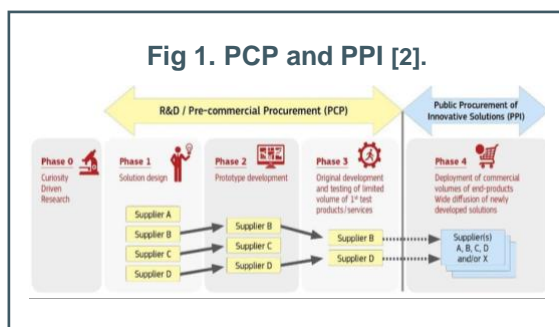 Fig 1. PCP and PPI [2].
R&D / Pre-commercial Procurement (PCP)
Public Procurement of
Innovative Solutions (PPI)
Phase 0
Curiosity
Driven
Research
Phase 1
Solution design
Phase 2
Prototype development
Phase 3
Original development
and testing of limited
volume of 1st test
products/services
Phase 4
Deployment of commercial
volumes of end-products
Wide diffusion of newly
developed solutions
Supplier A
Supplier B
Supplier C
Supplier D
Supplier B
Supplier C
Supplier D
Supplier B
Supplier D
Supplier(s)
A, B, C, D
and/or X